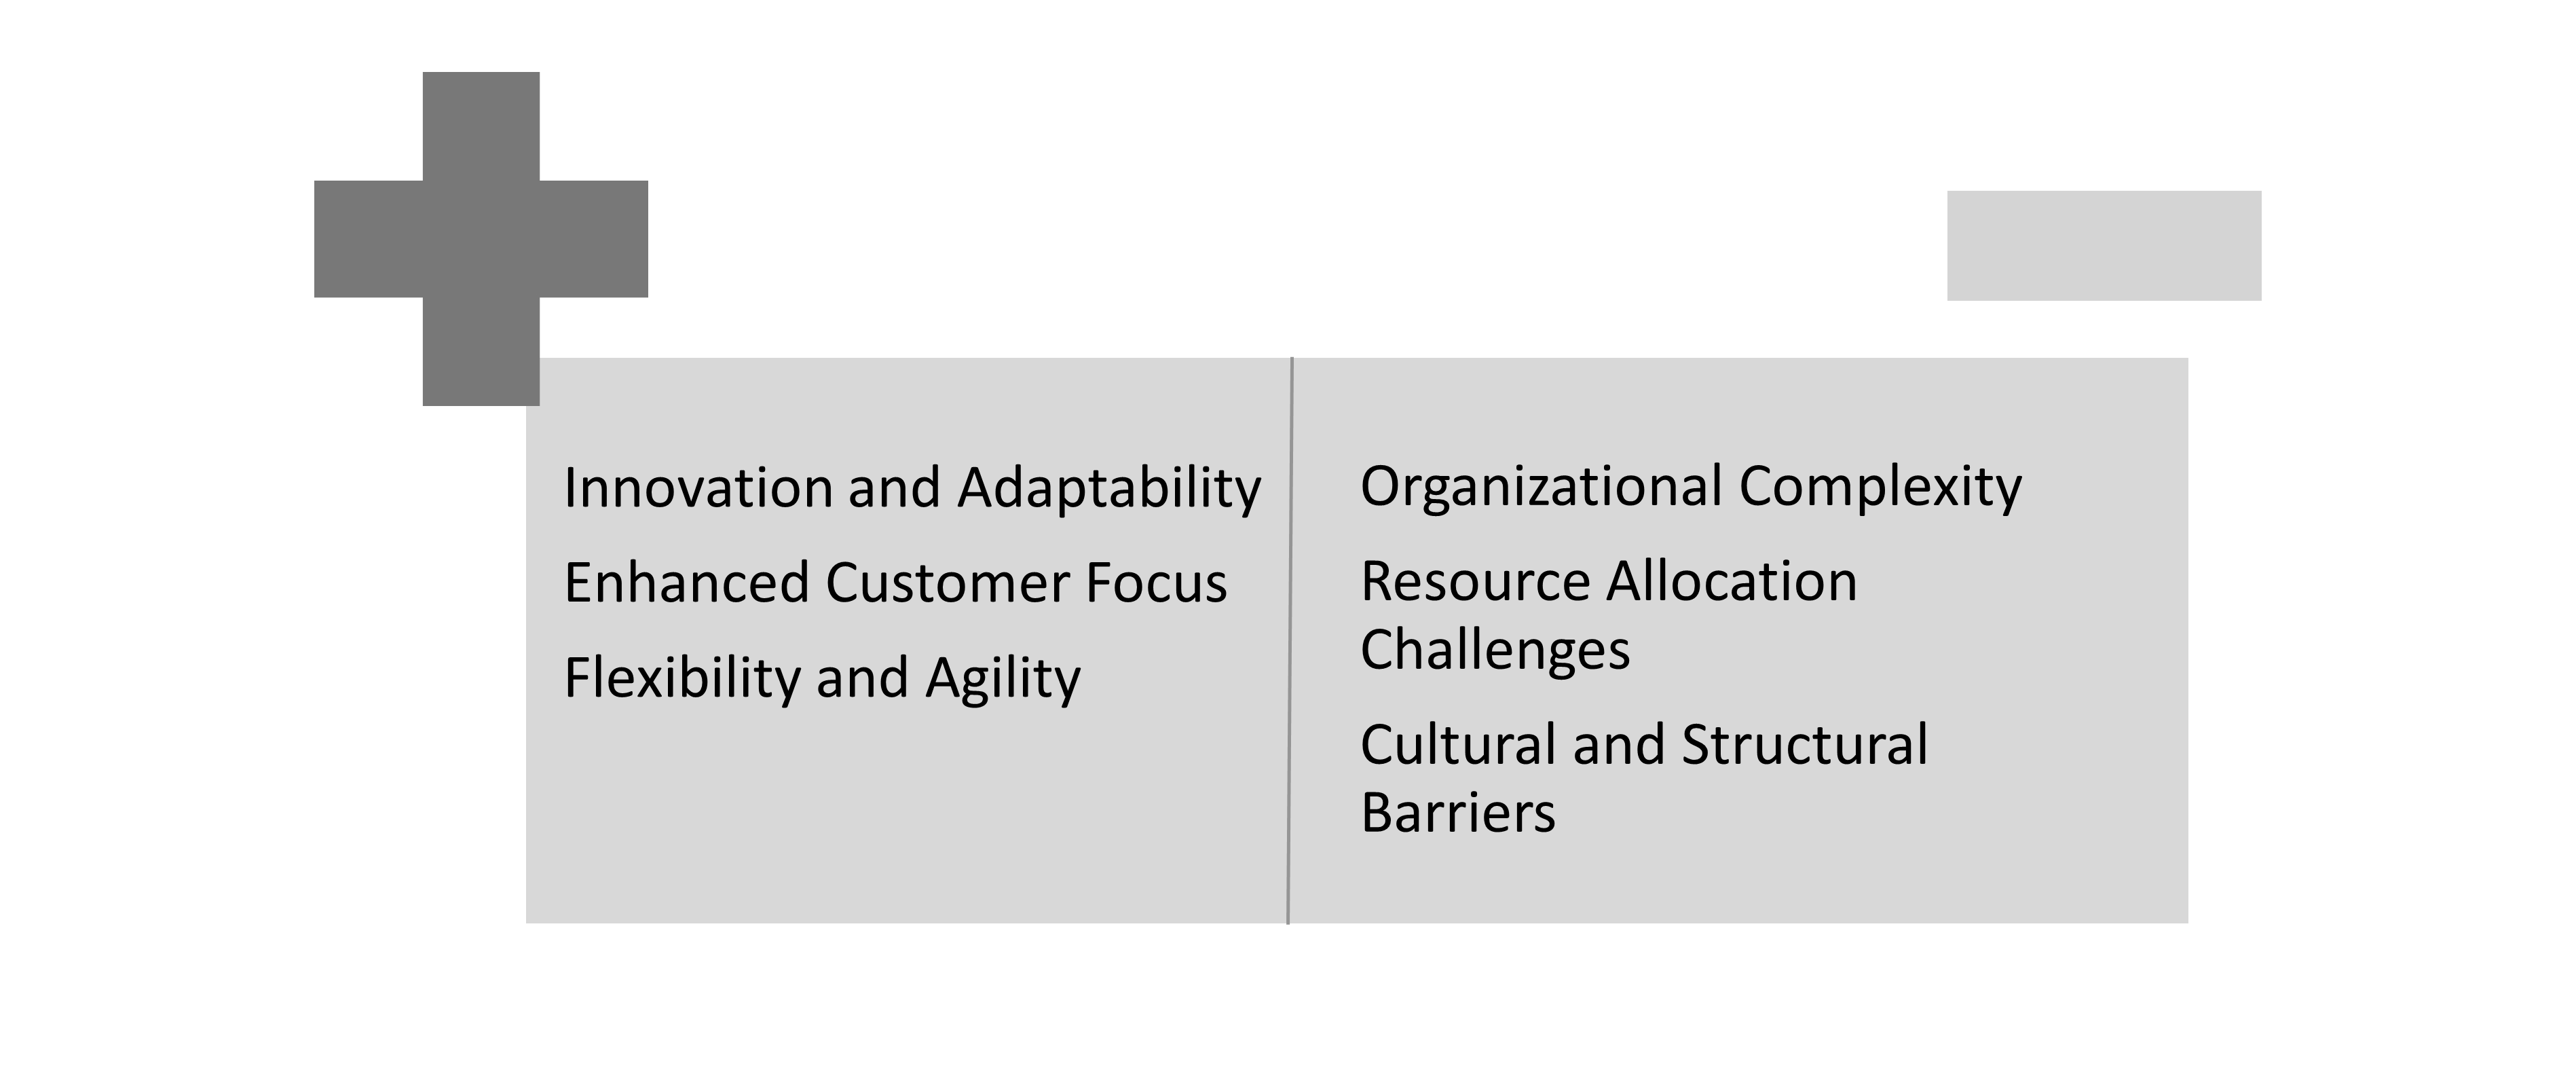 Innovation and Adaptability
Enhanced Customer Focus
Flexibility and Agility
Organizational Complexity
Resource Allocation
Challenges
Cultural and Structural
Barriers